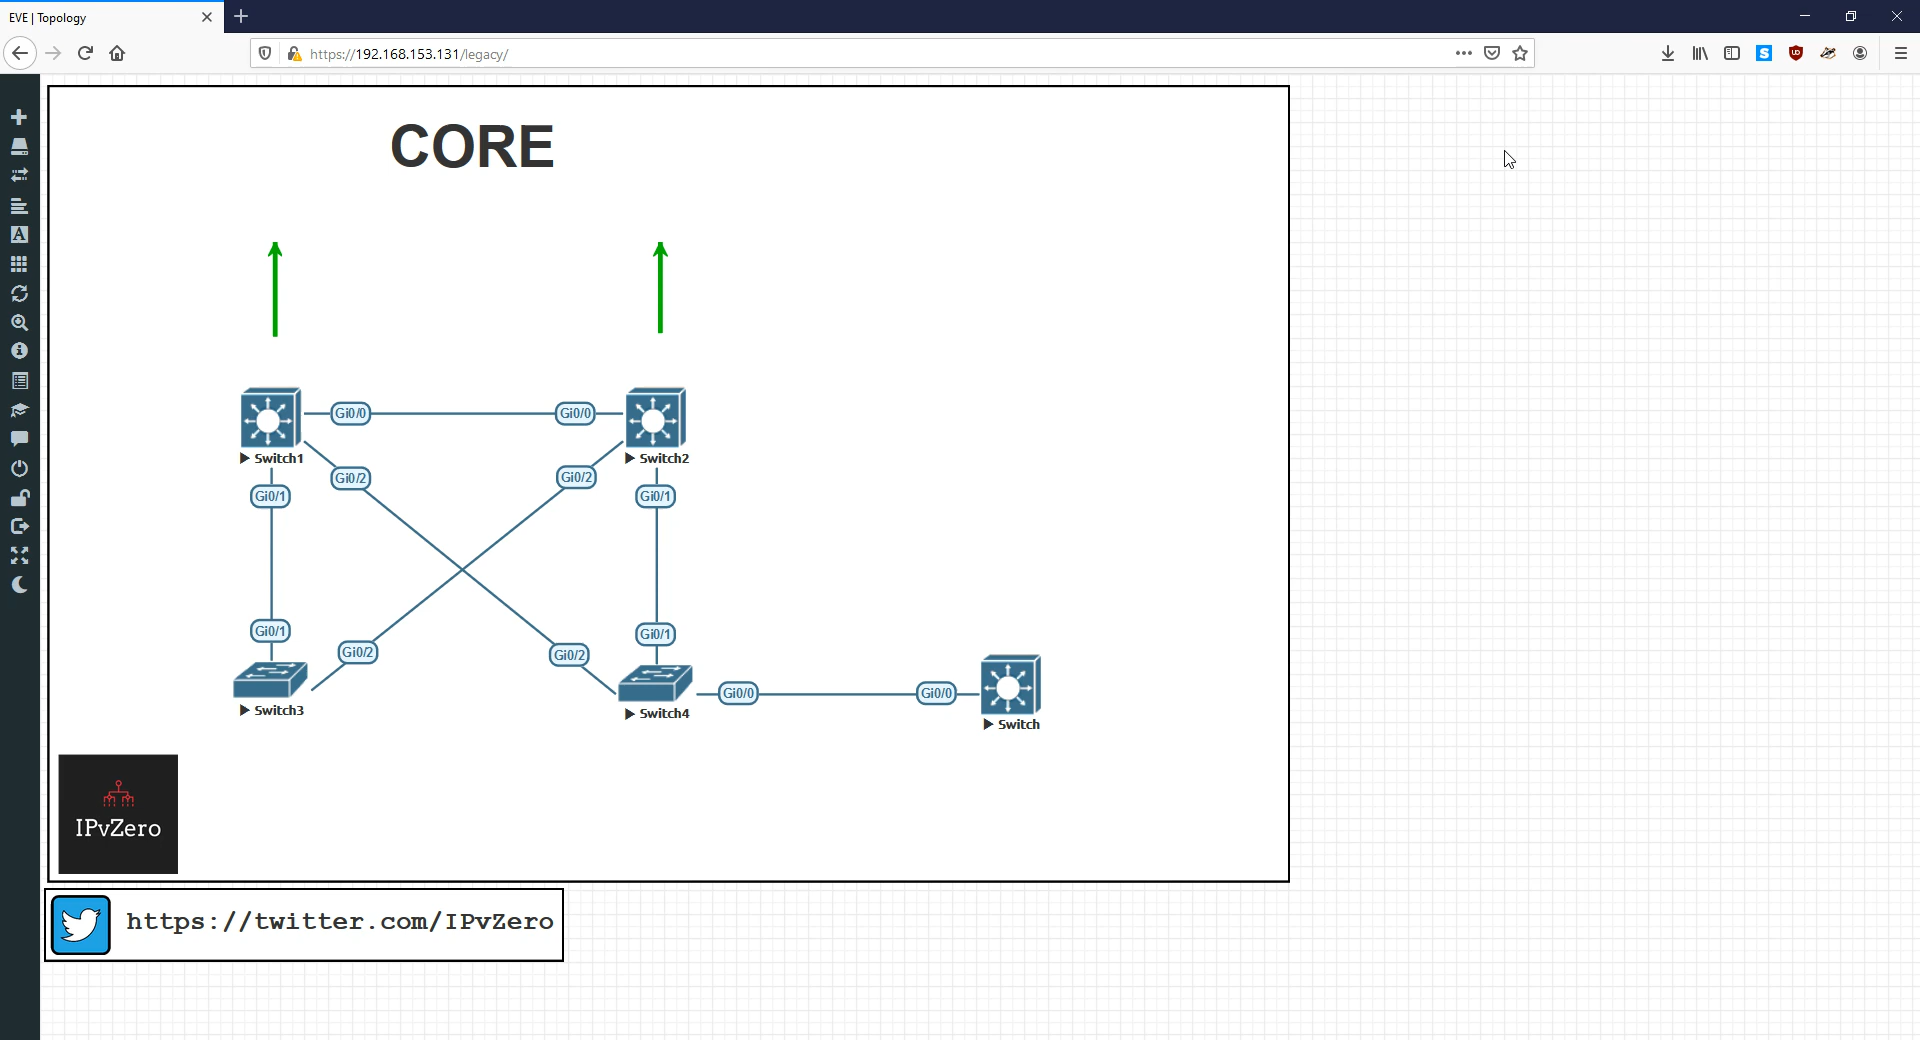 EVE | Topology
https://192.168.153.131/legacy/
CORE
Gi0/0
Gi0/0
Switch1
Switch2
Gi0/2
Gi0/2
Gi0/1
Gi0/1
Gi0/1
Gi0/1
Gi0/2
Gi0/2
Switch3
Switch4
Gi0/0
Gi0/0
Switch
IPvZero
https://twitter.com/IPvZero